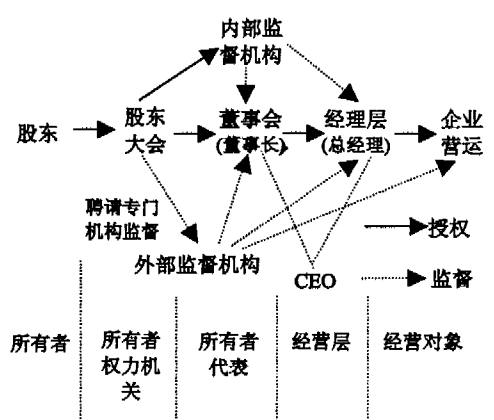 内部监
督机构
股东
股东
大会
董事会
(董事长)
经理层
(总经理)
企业
营运
聘请专门
机构监督
外部监督机构
CEO
授权
监督
所有者
所有者
权力机
关
所有者
代表
经营层
经营对象